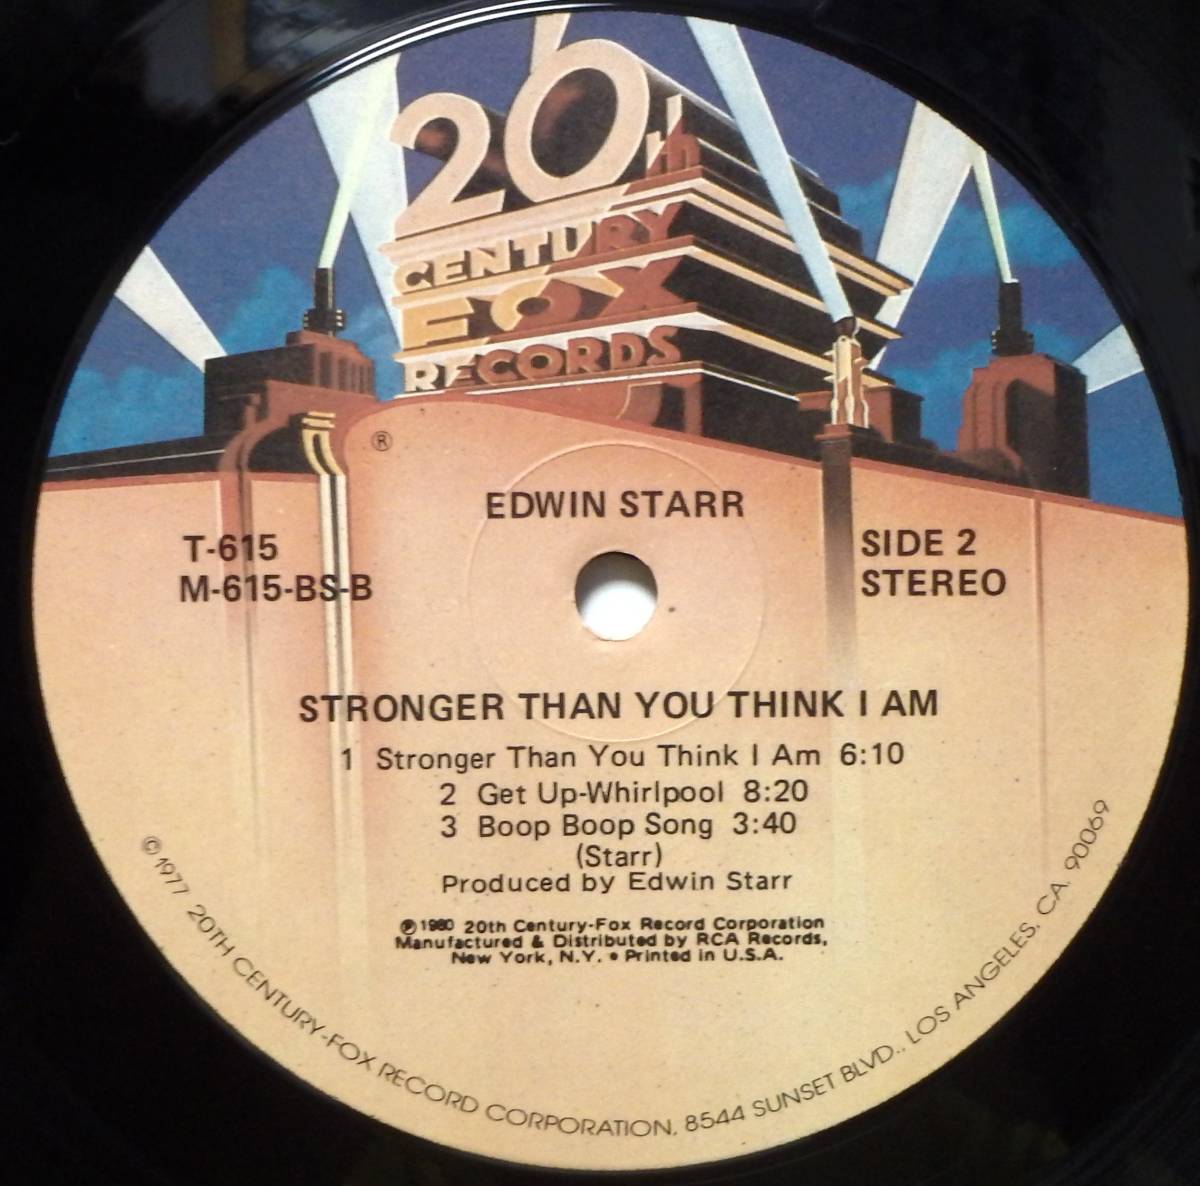 20th
CENTURY
FOX
RECORDS
®
EDWIN STARR
T-615
M-615-BS-B
SIDE 2
STEREO
STRONGER THAN YOU THINK I AM
1 Stronger Than You Think I Am 6:10
2 Get Up-Whirlpool 8:20
3 Boop Boop Song 3:40
(Starr)
Produced by Edwin Starr
℗ 1980 20th Century-Fox Record Corporation
Manufactured & Distributed by RCA Records,
New York, N.Y. • Printed in U.S.A.
© 1977 20TH CENTURY-FOX RECORD CORPORATION, 8544 SUNSET BLVD., LOS ANGELES, CA. 90069